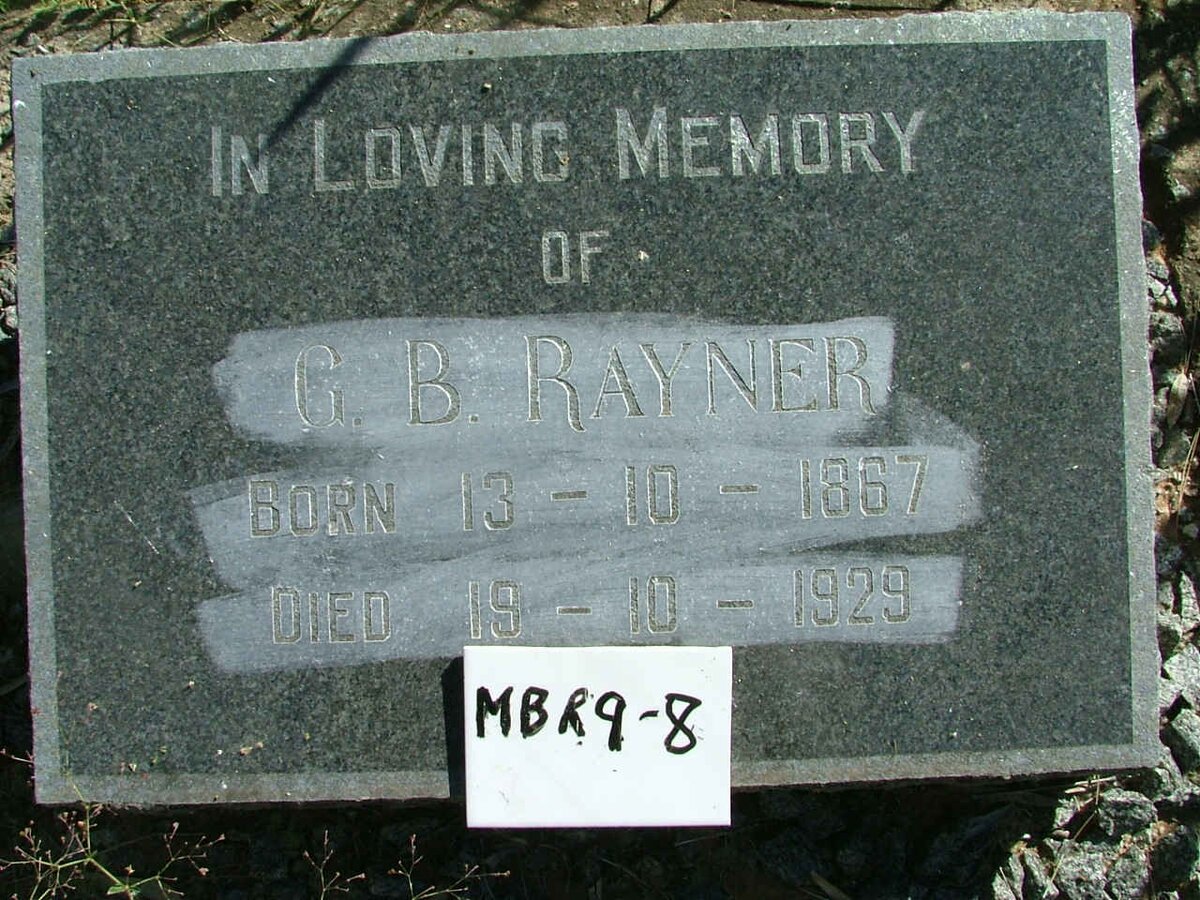 In Loving Memory
of
G. B. Rayner
Born 13 - 10 - 1867
Died 19 - 10 - 1929
MBR9-8